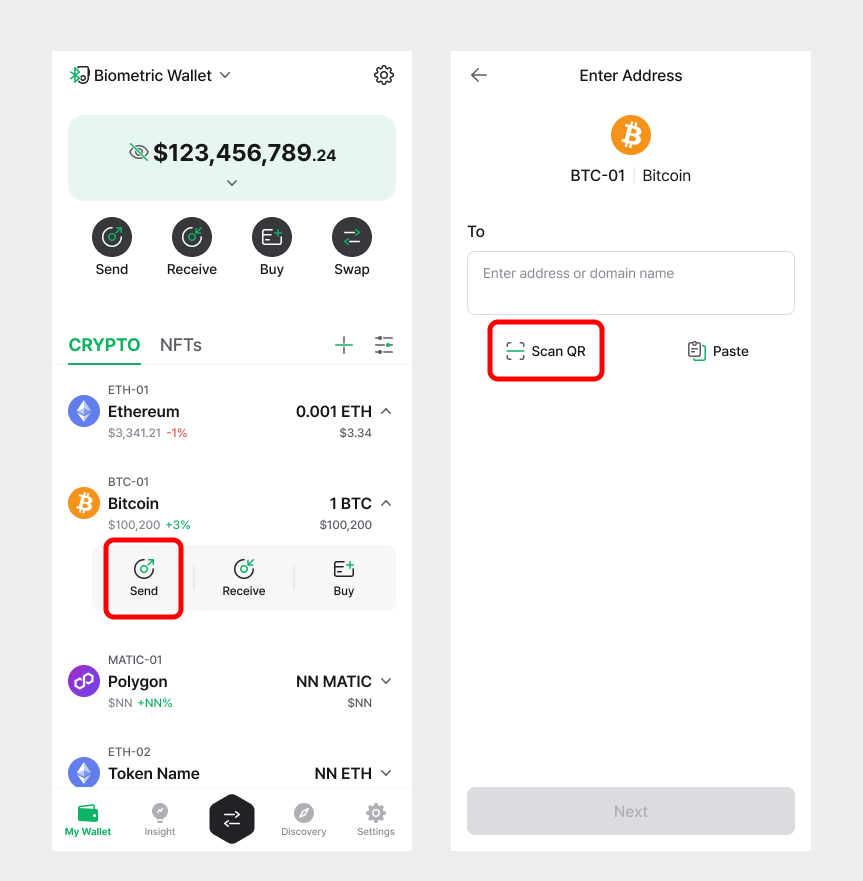 Biometric Wallet
$123,456,789.24
Send Receive Buy Swap
CRYPTO NFTs
ETH-01
Ethereum 0.001 ETH
$3,341.21 -1% $3.34
BTC-01
Bitcoin 1 BTC
$100,200 +3% $100,200
Send Receive Buy
MATIC-01
Polygon NN MATIC
$NN +NN% $NN
ETH-02
Token Name NN ETH
My Wallet Insight Discovery Settings
Enter Address
BTC-01 Bitcoin
To
Enter address or domain name
Scan QR Paste
Next